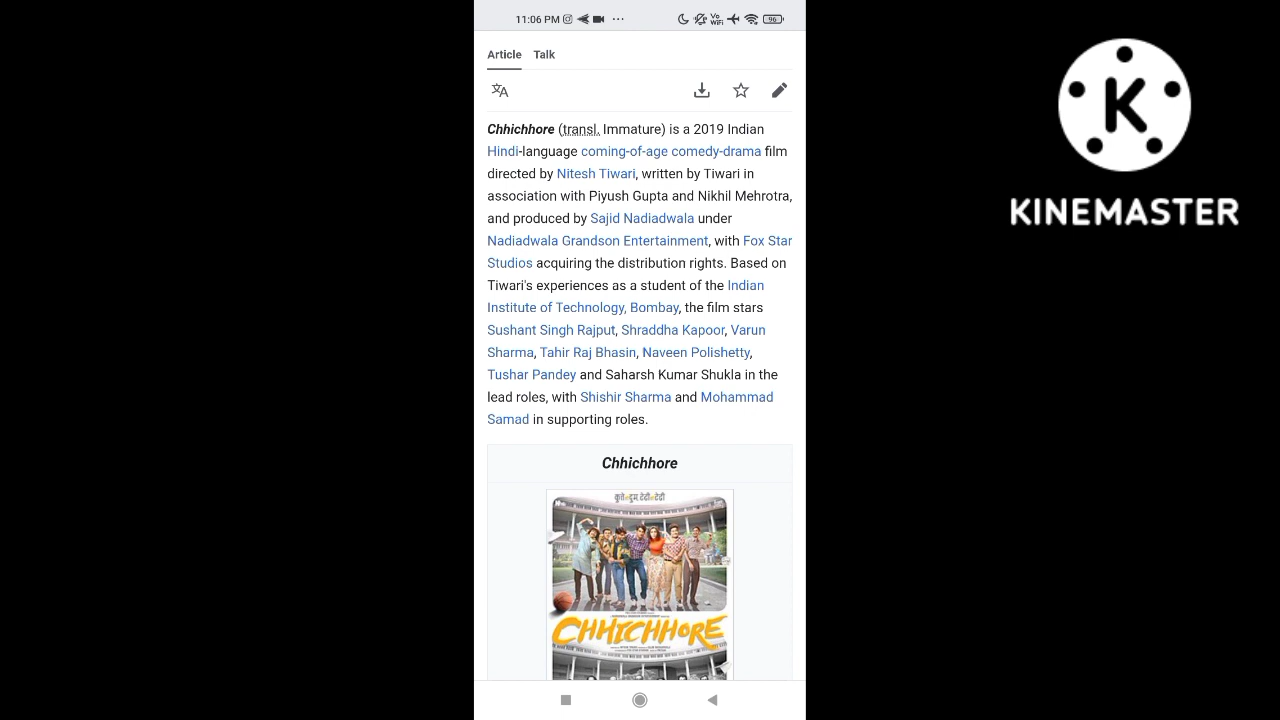 11:06 PM ... Vo WiFi 96
Article Talk
Chhichhore (transl. Immature) is a 2019 Indian
Hindi-language coming-of-age comedy-drama film
directed by Nitesh Tiwari, written by Tiwari in
association with Piyush Gupta and Nikhil Mehrotra,
and produced by Sajid Nadiadwala under
Nadiadwala Grandson Entertainment, with Fox Star
Studios acquiring the distribution rights. Based on
Tiwari's experiences as a student of the Indian
Institute of Technology, Bombay, the film stars
Sushant Singh Rajput, Shraddha Kapoor, Varun
Sharma, Tahir Raj Bhasin, Naveen Polishetty,
Tushar Pandey and Saharsh Kumar Shukla in the
lead roles, with Shishir Sharma and Mohammad
Samad in supporting roles.
Chhichhore
CHHICHHORE
K
KINEMASTER